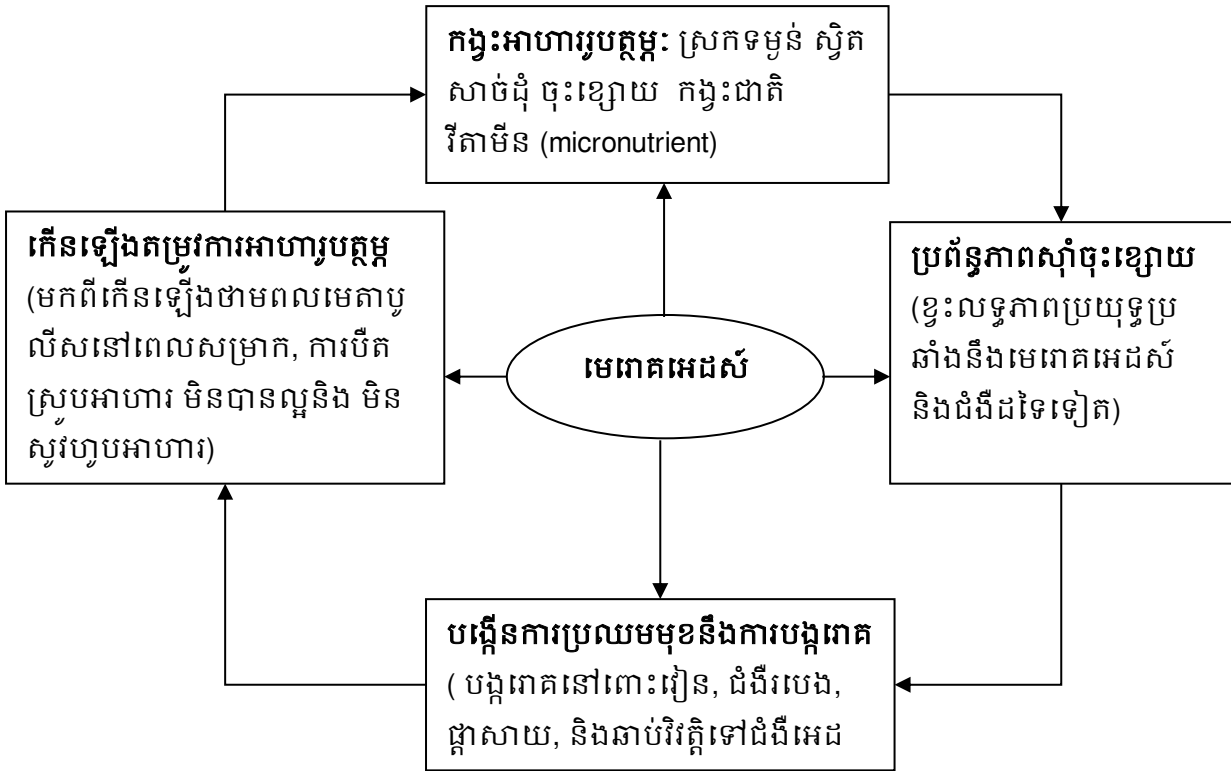 កង្វះអាហាររូបត្ថម្ភ: ស្រកទម្ងន់ ស្វិត
សាច់ដុំ ចុះខ្សោយ កង្វះជាតិ
វីតាមីន (micronutrient)
កើនឡើងតម្រូវការអាហារូបត្ថម្ភ
(មកពីកើនឡើងថាមពលមេតាបូ
លីសនៅពេលសម្រាក, ការបឺត
ស្រូបអាហារ មិនបានល្អនិង មិន
សូវហូបអាហារ)
មេរោគអេដស៍
ប្រព័ន្ធភាពស៊ាំចុះខ្សោយ
(ខ្វះលទ្ធភាពប្រយុទ្ធប្រ
ឆាំងនឹងមេរោគអេដស៍
និងជំងឺដទៃទៀត)
បង្កើនការប្រឈមមុខនឹងការបង្ករោគ
( បង្ករោគនៅពោះវៀន, ជំងឺរបេង,
ផ្តាសាយ, និងឆាប់វិវត្តិទៅជំងឺអេដ